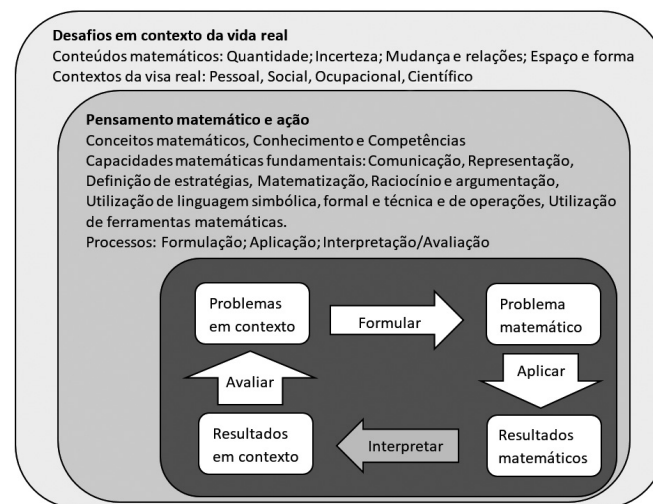 Desafios em contexto da vida real
Conteúdos matemáticos: Quantidade; Incerteza; Mudança e relações; Espaço e forma
Contextos da visa real: Pessoal, Social, Ocupacional, Científico
Pensamento matemático e ação
Conceitos matemáticos, Conhecimento e Competências
Capacidades matemáticas fundamentais: Comunicação, Representação,
Definição de estratégias, Matematização, Raciocínio e argumentação,
Utilização de linguagem simbólica, formal e técnica e de operações, Utilização
de ferramentas matemáticas.
Processos: Formulação; Aplicação; Interpretação/Avaliação
Problemas
em contexto
Formular
Problema
matemático
Avaliar
Aplicar
Resultados
em contexto
Interpretar
Resultados
matemáticos